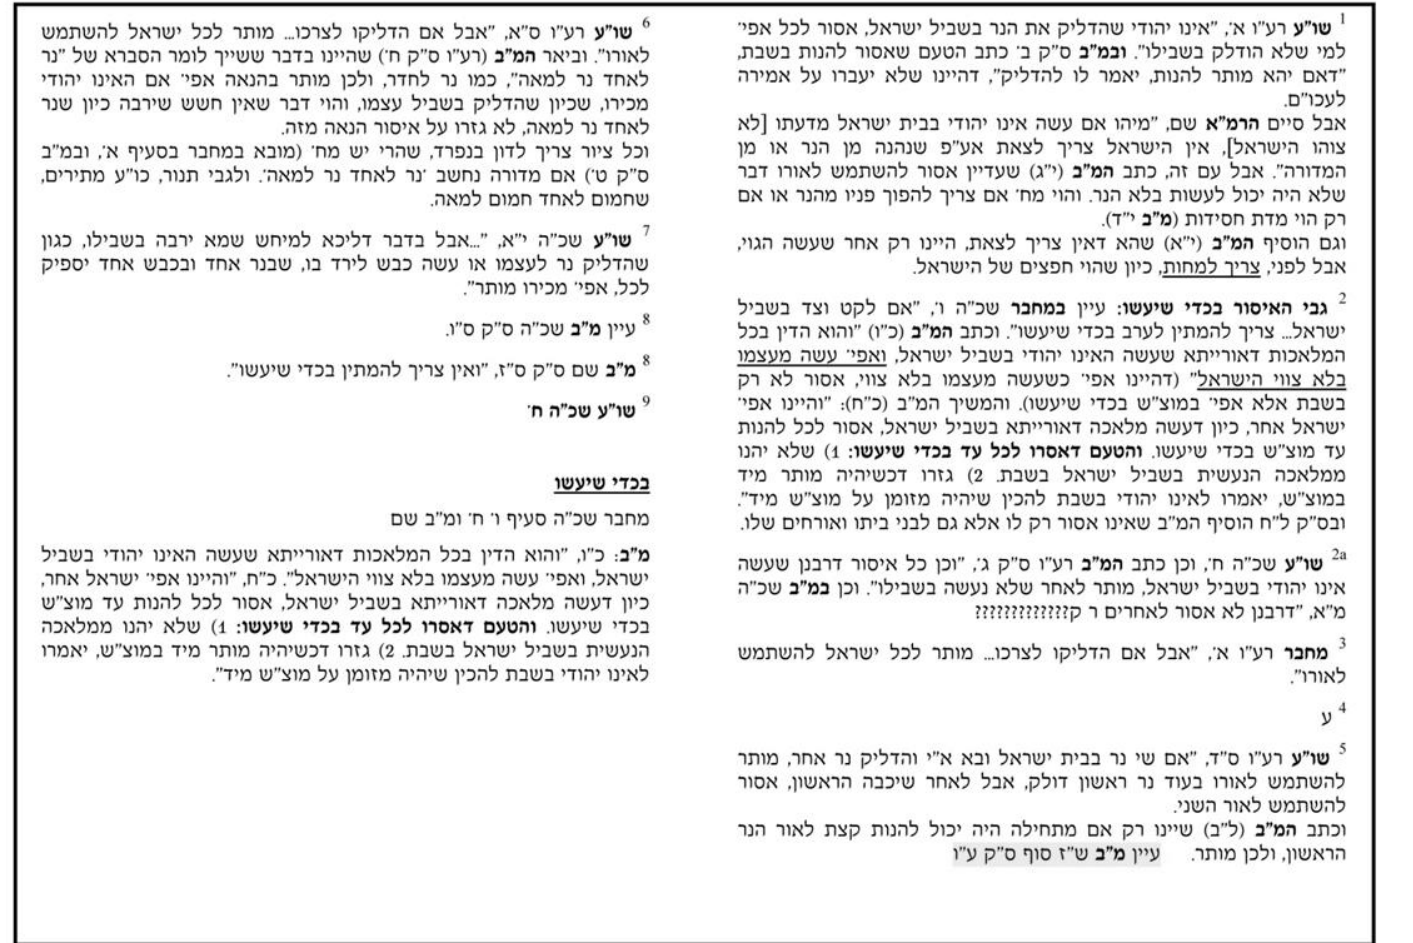 1 שו"ע רע"ו א', "אינו יהודי שהדליק את הנר בשביל ישראל, אסור לכל אפי'
למי שלא הודלק בשבילו". ובמ"ב ס"ק ב' כתב הטעם שאסור להנות בשבת,
"דאם יהא מותר להנות, יאמר לו להדליק", דהיינו שלא יעברו על אמירה
לעכו"ם.
אבל סיים הרמ"א שם, "מיהו אם עשה אינו יהודי בבית ישראל מדעתו [לא
צוהו הישראל], אין הישראל צריך לצאת אע"פ שנהנה מן הנר או מן
המדורה". אבל עם זה, כתב המ"ב (י"ג) שעדיין אסור להשתמש לאורו דבר
שלא היה יכול לעשות בלא הנר. והוי מח' אם צריך להפוך פניו מהנר או אם
רק הוי מדת חסידות (מ"ב י"ד).
וגם הוסיף המ"ב (י"א) שהא דאין צריך לצאת, היינו רק אחר שעשה הגוי,
אבל לפני, צריך למחות, כיון שהוי חפצים של הישראל.
2 גבי האיסור בכדי שיעשו: עיין במחבר שכ"ה ו', "אם לקט וצד בשביל
ישראל... צריך להמתין לערב בכדי שיעשו". וכתב המ"ב (כ"ו) "והוא הדין בכל
המלאכות דאורייתא שעשה האינו יהודי בשביל ישראל, ואפי' עשה מעצמו
בלא צווי הישראל" (דהיינו אפי' כשעשה מעצמו בלא צווי, אסור לא רק
בשבת אלא אפי' במוצ"ש בכדי שיעשו). והמשיך המ"ב (כ"ח): "והיינו אפי'
ישראל אחר, כיון דעשה מלאכה דאורייתא בשביל ישראל, אסור לכל להנות
עד מוצ"ש בכדי שיעשו. והטעם דאסרו לכל עד בכדי שיעשו: 1) שלא יהנו
ממלאכה הנעשית בשביל ישראל בשבת. 2) גזרו דכשיהיה מותר מיד
במוצ"ש, יאמרו לאינו יהודי בשבת להכין שיהיה מזומן על מוצ"ש מיד".
ובס"ק ל"ח הוסיף המ"ב שאינו אסור רק לו אלא גם לבני ביתו ואורחים שלו.
2a שו"ע שכ"ה ח', וכן כתב המ"ב רע"ו ס"ק ג', "וכן כל איסור דרבנן שעשה
אינו יהודי בשביל ישראל, מותר לאחר שלא נעשה בשבילו". וכן במ"ב שכ"ה
מ"א, "דרבנן לא אסור לאחרים ר ק?????????????
3 מחבר רע"ו א', "אבל אם הדליקו לצרכו... מותר לכל ישראל להשתמש
לאורו".
4 ע
5 שו"ע רע"ו ס"ד, "אם שי נר בבית ישראל ובא א"י והדליק נר אחר, מותר
להשתמש לאורו בעוד נר ראשון דולק, אבל לאחר שיכבה הראשון, אסור
להשתמש לאור השני.
וכתב המ"ב (ל"ב) שיינו רק אם מתחילה היה יכול להנות קצת לאור הנר
הראשון, ולכן מותר. עיין מ"ב ש"ז סוף ס"ק ע"ו
6 שו"ע רע"ו ס"א, "אבל אם הדליקו לצרכו... מותר לכל ישראל להשתמש
לאורו". וביאר המ"ב (רע"ו ס"ק ח') שהיינו בדבר ששייך לומר הסברא של "נר
לאחד נר למאה", כמו נר לחדר, ולכן מותר בהנאה אפי' אם האינו יהודי
מכירו, שכיון שהדליק בשביל עצמו, והוי דבר שאין חשש שירבה כיון שנר
לאחד נר למאה, לא גזרו על איסור הנאה מזה.
וכל ציור צריך לדון בנפרד, שהרי יש מח' (מובא במחבר בסעיף א', ובמ"ב
ס"ק ט') אם מדורה נחשב 'נר לאחד נר למאה'. ולגבי תנור, כו"ע מתירים,
שחמום לאחד חמום למאה.
7 שו"ע שכ"ה י"א, "...אבל בדבר דליכא למיחש שמא ירבה בשבילו, כגון
שהדליק נר לעצמו או עשה כבש לירד בו, שבנר אחד ובכבש אחד יספיק
לכל, אפי' מכירו מותר".
8 עיין מ"ב שכ"ה ס"ק ס"ו.
8 מ"ב שם ס"ק ס"ז, "ואין צריך להמתין בכדי שיעשו".
9 שו"ע שכ"ה ח'
בכדי שיעשו
מחבר שכ"ה סעיף ו' ח' ומ"ב שם
מ"ב: כ"ו, "והוא הדין בכל המלאכות דאורייתא שעשה האינו יהודי בשביל
ישראל, ואפי' עשה מעצמו בלא צווי הישראל". כ"ח, "והיינו אפי' ישראל אחר,
כיון דעשה מלאכה דאורייתא בשביל ישראל, אסור לכל להנות עד מוצ"ש
בכדי שיעשו. והטעם דאסרו לכל עד בכדי שיעשו: 1) שלא יהנו ממלאכה
הנעשית בשביל ישראל בשבת. 2) גזרו דכשיהיה מותר מיד במוצ"ש, יאמרו
לאינו יהודי בשבת להכין שיהיה מזומן על מוצ"ש מיד".